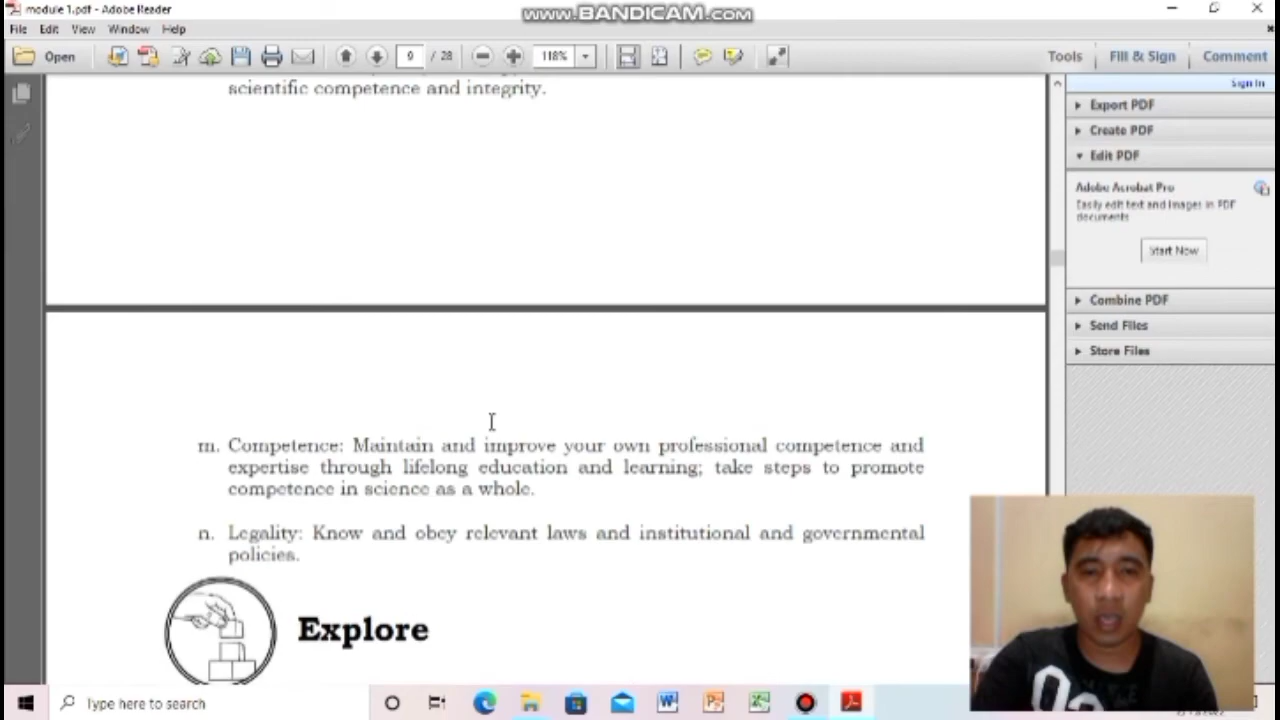 module 1.pdf - Adobe Reader
www.BANDICAM.com
File Edit View Window Help
Open 9 / 28 118% Tools Fill & Sign Comment
Sign In
scientific competence and integrity.
Export PDF
Create PDF
Edit PDF
Adobe Acrobat Pro
Easily edit text and images in PDF
documents
Start Now
Combine PDF
Send Files
Store Files
m. Competence: Maintain and improve your own professional competence and
expertise through lifelong education and learning; take steps to promote
competence in science as a whole.
n. Legality: Know and obey relevant laws and institutional and governmental
policies.
Explore
Type here to search